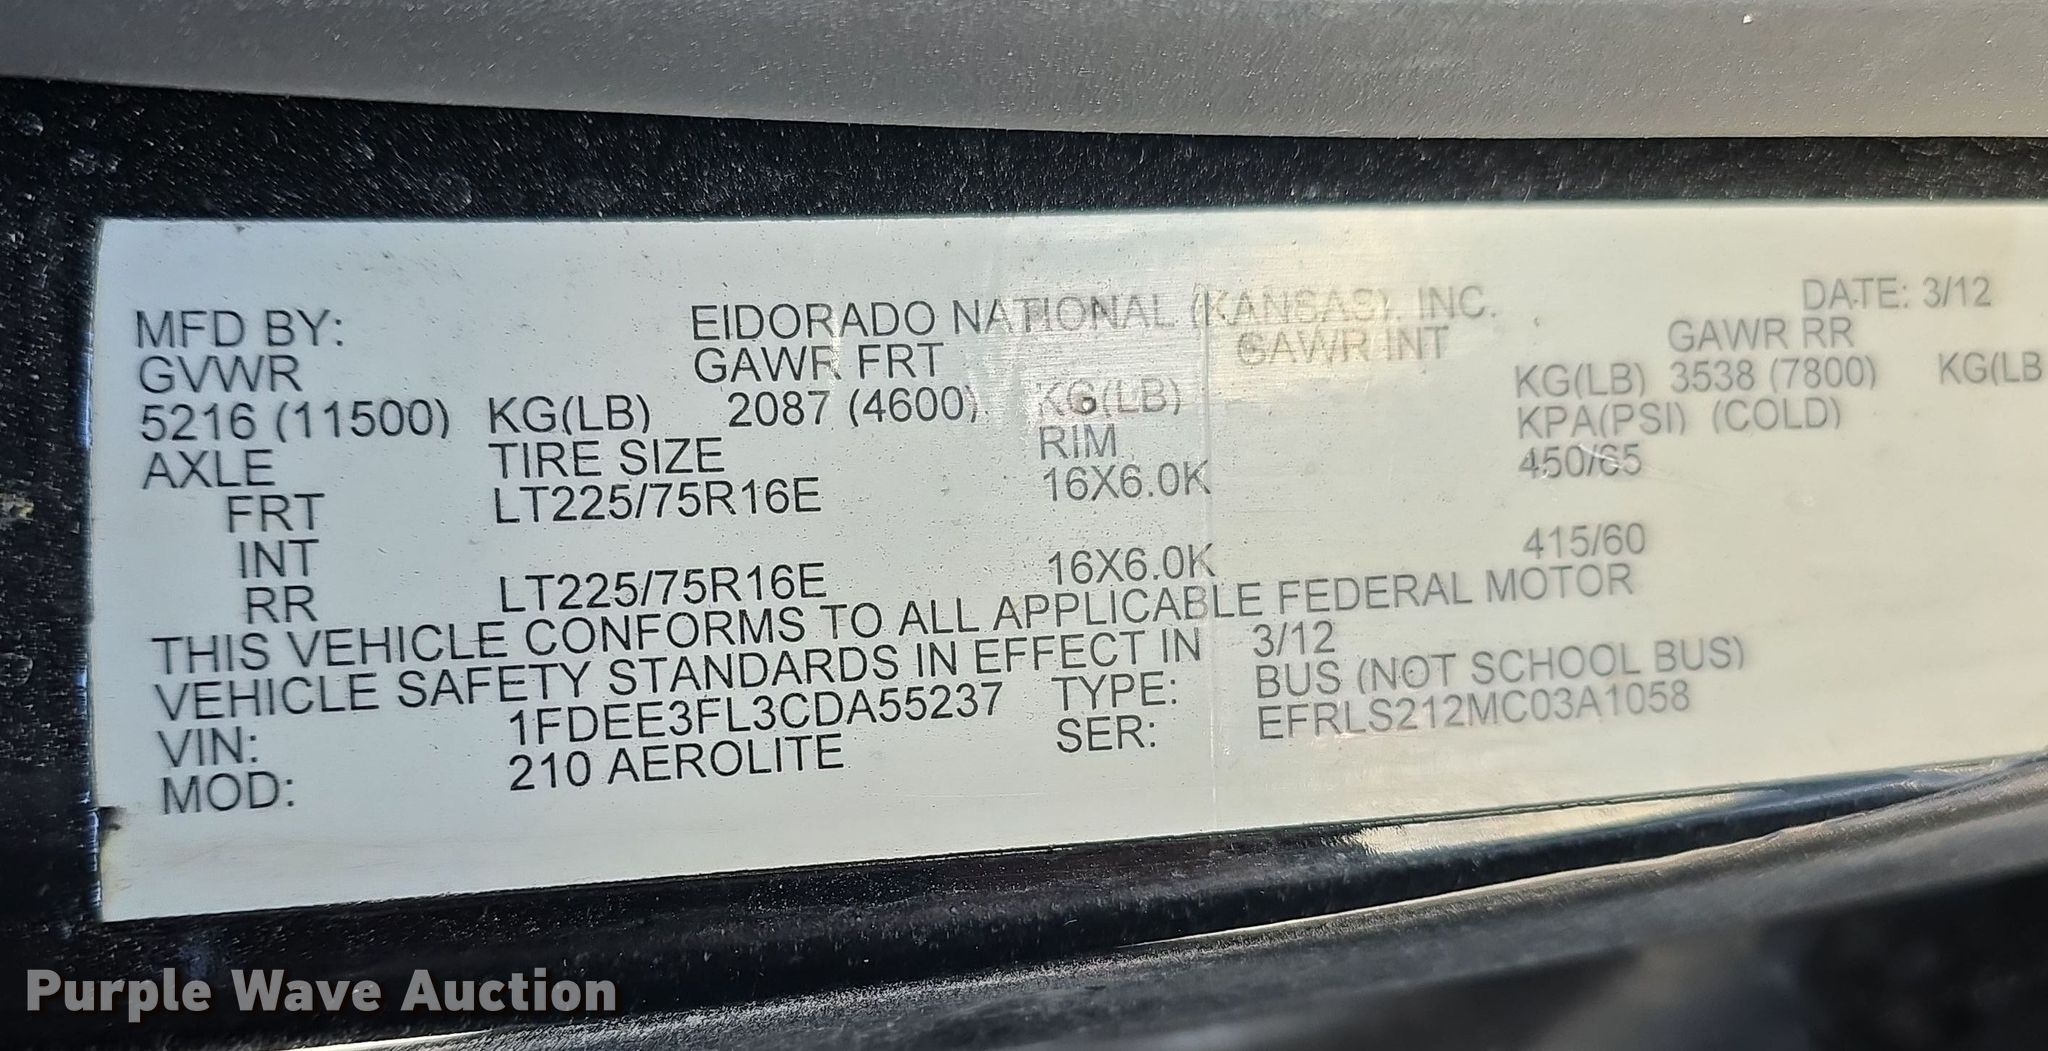 MFD BY: EIDORADO NATIONAL (KANSAS), INC. DATE: 3/12
GVWR GAWR FRT GAWR INT GAWR RR
5216 (11500) KG(LB) 2087 (4600) KG(LB) KG(LB) 3538 (7800) KG(LB
AXLE TIRE SIZE RIM KPA(PSI) (COLD)
FRT LT225/75R16E 16X6.0K 450/65
INT
RR LT225/75R16E 16X6.0K 415/60
THIS VEHICLE CONFORMS TO ALL APPLICABLE FEDERAL MOTOR
VEHICLE SAFETY STANDARDS IN EFFECT IN 3/12
VIN: 1FDEE3FL3CDA55237 TYPE: BUS (NOT SCHOOL BUS)
MOD: 210 AEROLITE SER: EFRLS212MC03A1058
Purple Wave Auction